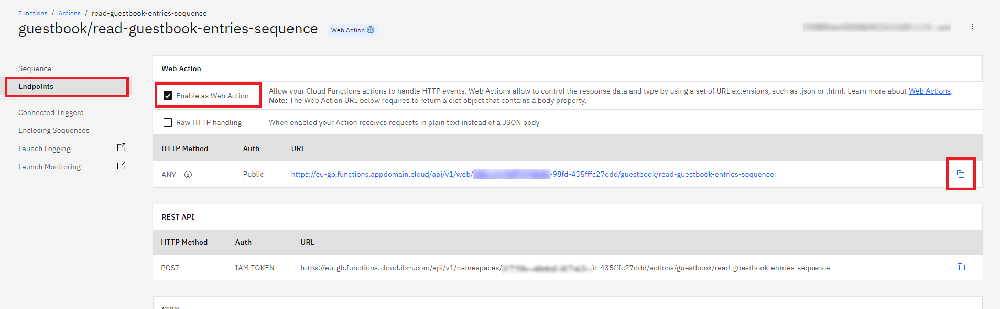 Functions / Actions / read-guestbook-entries-sequence
guestbook/read-guestbook-entries-sequence Web Action
Sequence
Endpoints
Connected Triggers
Enclosing Sequences
Launch Logging
Launch Monitoring
Web Action
Enable as Web Action
Allow your Cloud Functions actions to handle HTTP events. Web Actions allow to control the response data and type by using a set of URL extensions, such as .json or .html. Learn more about Web Actions.
Note: The Web Action URL below requires to return a dict object that contains a body property.
Raw HTTP handling When enabled your Action receives requests in plain text instead of a JSON body
HTTP Method Auth URL
ANY Public https://eu-gb.functions.appdomain.cloud/api/v1/web/ -98fd-435fffc27ddd/guestbook/read-guestbook-entries-sequence
REST API
HTTP Method Auth URL
POST IAM TOKEN https://eu-gb.functions.cloud.ibm.com/api/v1/namespaces/ fd-435fffc27ddd/actions/guestbook/read-guestbook-entries-sequence
CURL